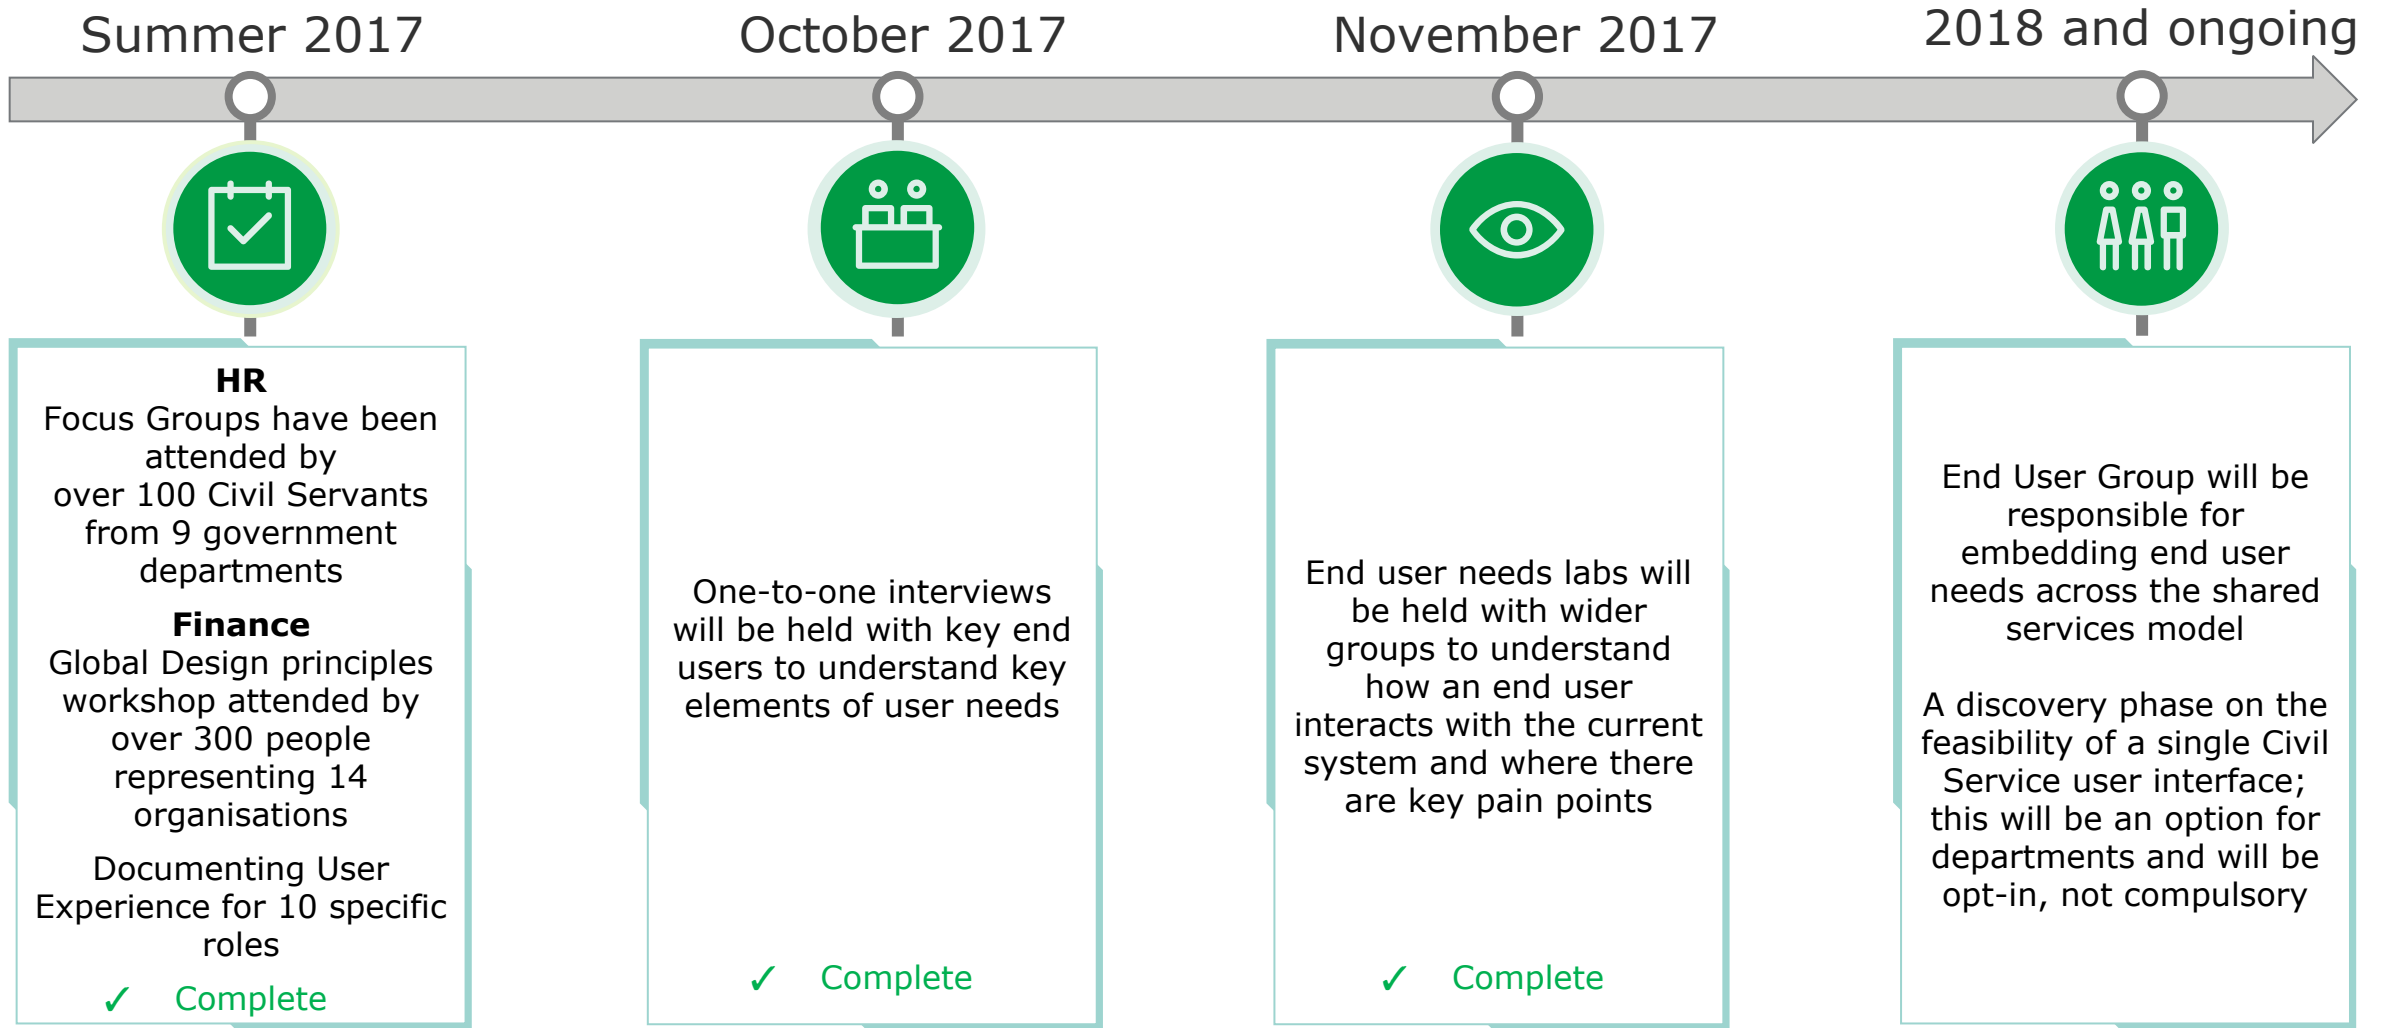 Summer 2017
October 2017
November 2017
2018 and ongoing
HR
Focus Groups have been
attended by
over 100 Civil Servants
from 9 government
departments
Finance
Global Design principles
workshop attended by
over 300 people
representing 14
organisations
Documenting User
Experience for 10 specific
roles
✓ Complete
One-to-one interviews
will be held with key end
users to understand key
elements of user needs
✓ Complete
End user needs labs will
be held with wider
groups to understand
how an end user
interacts with the current
system and where there
are key pain points
✓ Complete
End User Group will be
responsible for
embedding end user
needs across the shared
services model
A discovery phase on the
feasibility of a single Civil
Service user interface;
this will be an option for
departments and will be
opt-in, not compulsory